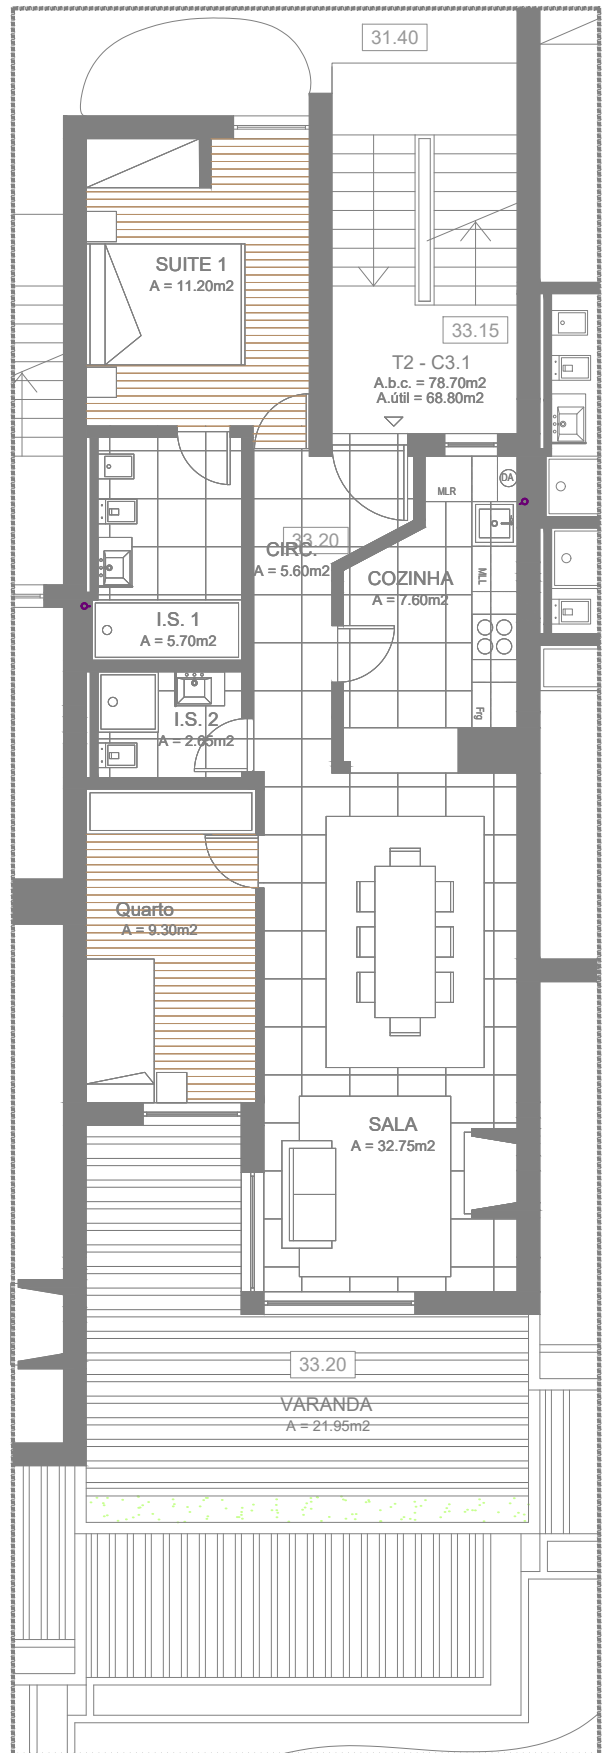 31.40
SUITE 1
A = 11.20m2
33.15
T2 - C3.1
A.b.c. = 78.70m2
A.útil = 68.80m2
DA
MLR
33.20
CIRC.
A = 5.60m2
COZINHA
A = 7.60m2
MLL
I.S. 1
A = 5.70m2
I.S. 2
A = 2.65m2
Frg
Quarto
A = 9.30m2
SALA
A = 32.75m2
33.20
VARANDA
A = 21.95m2